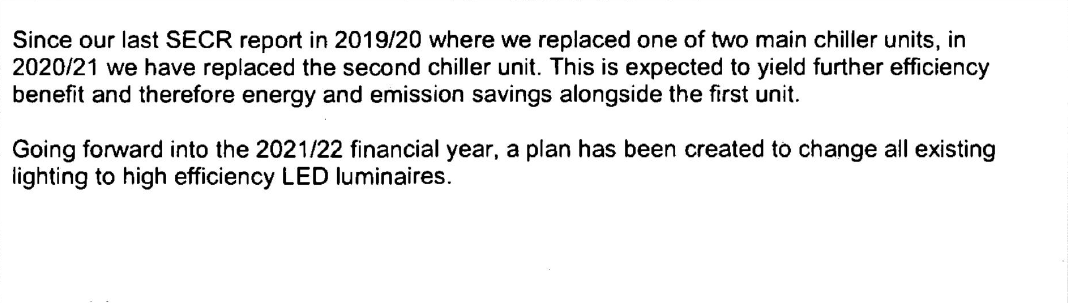 Since our last SECR report in 2019/20 where we replaced one of two main chiller units, in
2020/21 we have replaced the second chiller unit. This is expected to yield further efficiency
benefit and therefore energy and emission savings alongside the first unit.
Going forward into the 2021/22 financial year, a plan has been created to change all existing
lighting to high efficiency LED luminaires.